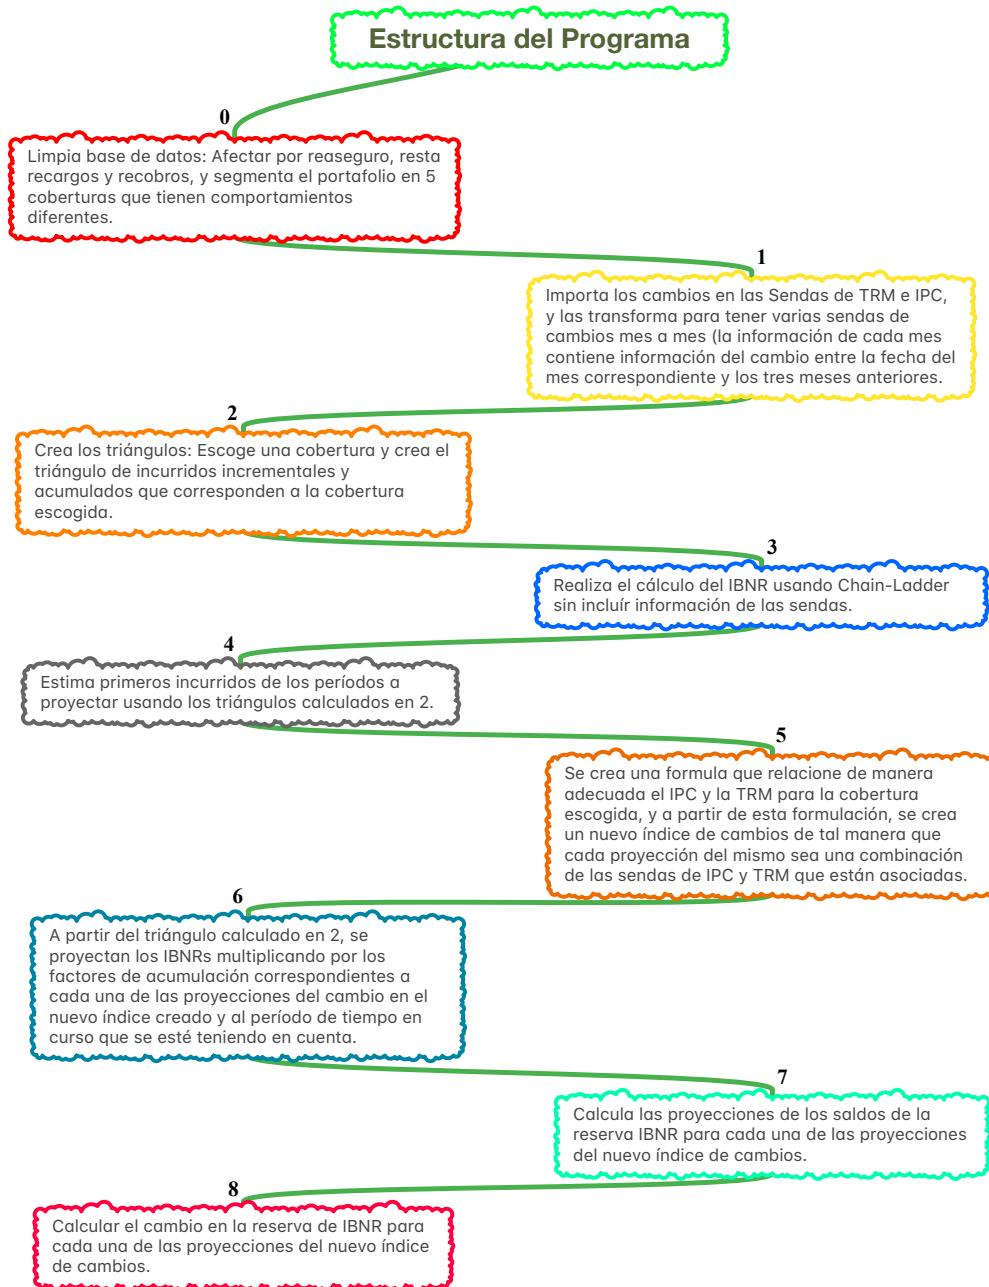 Estructura del Programa
0
Limpia base de datos: Afectar por reaseguro, resta
recargos y recobros, y segmenta el portafolio en 5
coberturas que tienen comportamientos
diferentes.
1
Importa los cambios en las Sendas de TRM e IPC,
y las transforma para tener varias sendas de
cambios mes a mes (la información de cada mes
contiene información del cambio entre la fecha del
mes correspondiente y los tres meses anteriores.
2
Crea los triángulos: Escoge una cobertura y crea el
triángulo de incurridos incrementales y
acumulados que corresponden a la cobertura
escogida.
3
Realiza el cálculo del IBNR usando Chain-Ladder
sin incluír información de las sendas.
4
Estima primeros incurridos de los períodos a
proyectar usando los triángulos calculados en 2.
5
Se crea una formula que relacione de manera
adecuada el IPC y la TRM para la cobertura
escogida, y a partir de esta formulación, se crea
un nuevo índice de cambios de tal manera que
cada proyección del mismo sea una combinación
de las sendas de IPC y TRM que están asociadas.
6
A partir del triángulo calculado en 2, se
proyectan los IBNRs multiplicando por los
factores de acumulación correspondientes a
cada una de las proyecciones del cambio en el
nuevo índice creado y al período de tiempo en
curso que se esté teniendo en cuenta.
7
Calcula las proyecciones de los saldos de la
reserva IBNR para cada una de las proyecciones
del nuevo índice de cambios.
8
Calcular el cambio en la reserva de IBNR para
cada una de las proyecciones del nuevo índice
de cambios.